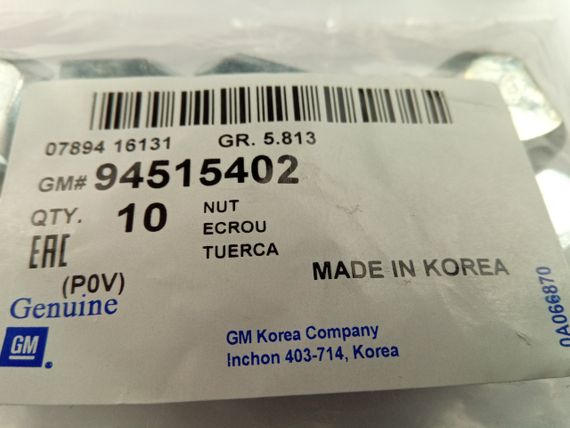 07894 16131 GR. 5.813
GM# 94515402
QTY. 10 NUT
ECROU
TUERCA
EAC
(P0V)
MADE IN KOREA
Genuine
GM
GM Korea Company
Inchon 403-714, Korea
0A066870